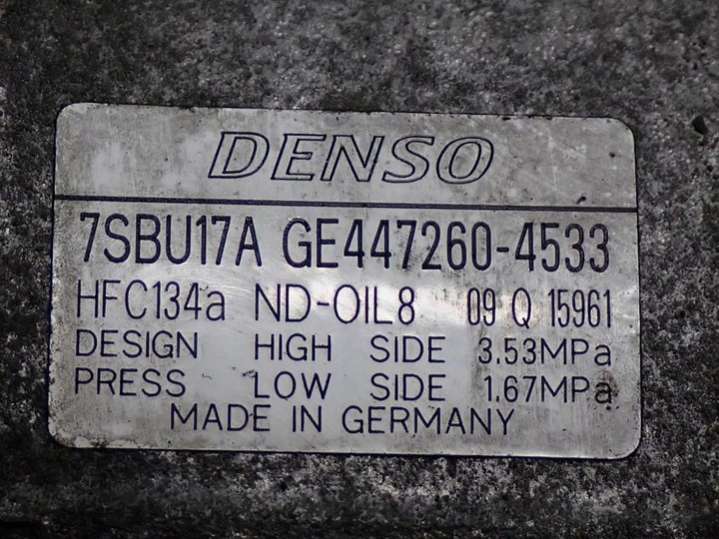 DENSO
7SBU17A GE447260-4533
HFC134a ND-OIL8 09 Q 15961
DESIGN HIGH SIDE 3.53MPa
PRESS LOW SIDE 1.67MPa
MADE IN GERMANY